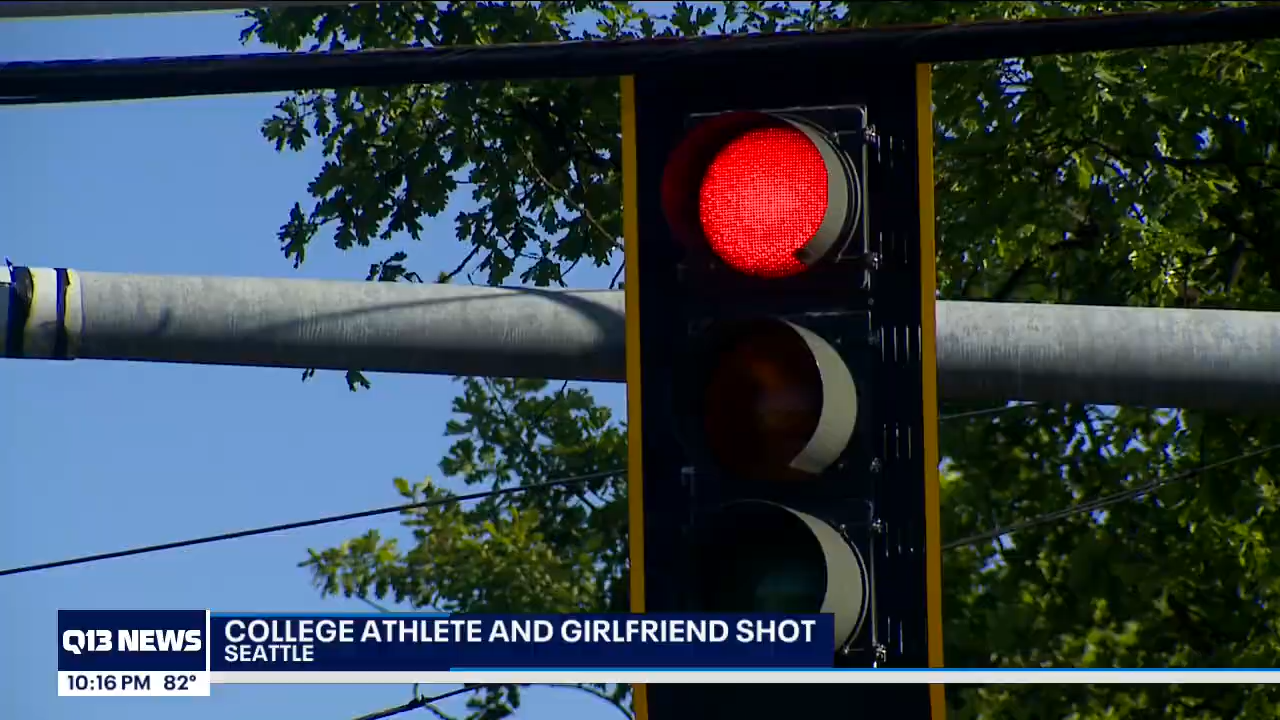 Q13 NEWS
COLLEGE ATHLETE AND GIRLFRIEND SHOT
SEATTLE
10:16 PM 82°